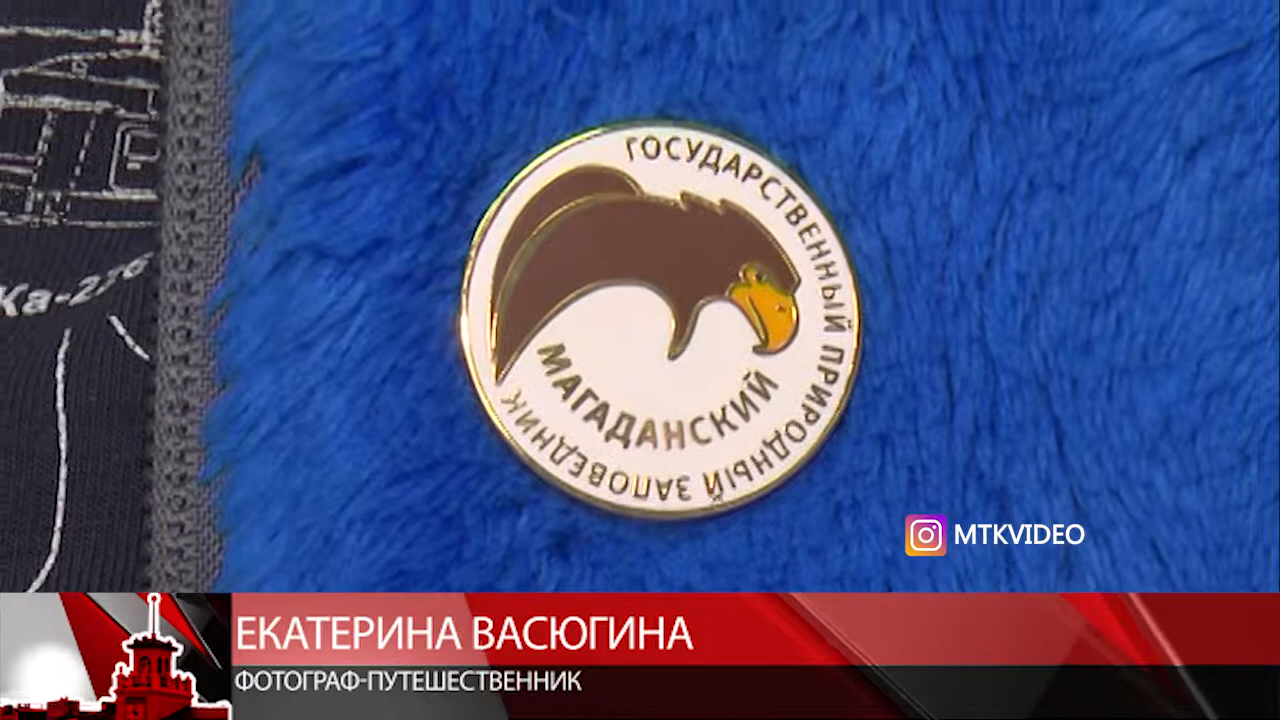 ГОСУДАРСТВЕННЫЙ ПРИРОДНЫЙ ЗАПОВЕДНИК
МАГАДАНСКИЙ
MTKVIDEO
ЕКАТЕРИНА ВАСЮГИНА
ФОТОГРАФ-ПУТЕШЕСТВЕННИК